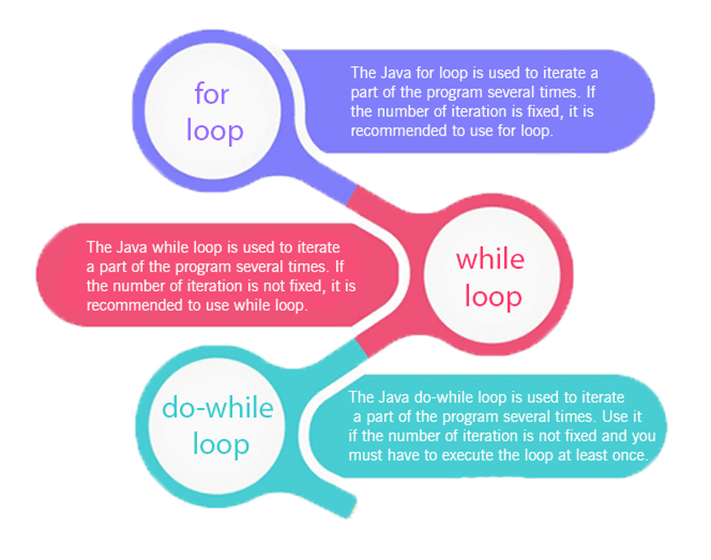 for
loop
The Java for loop is used to iterate a
part of the program several times. If
the number of iteration is fixed, it is
recommended to use for loop.
while
loop
The Java while loop is used to iterate
a part of the program several times. If
the number of iteration is not fixed, it is
recommended to use while loop.
do-while
loop
The Java do-while loop is used to iterate
a part of the program several times. Use it
if the number of iteration is not fixed and you
must have to execute the loop at least once.